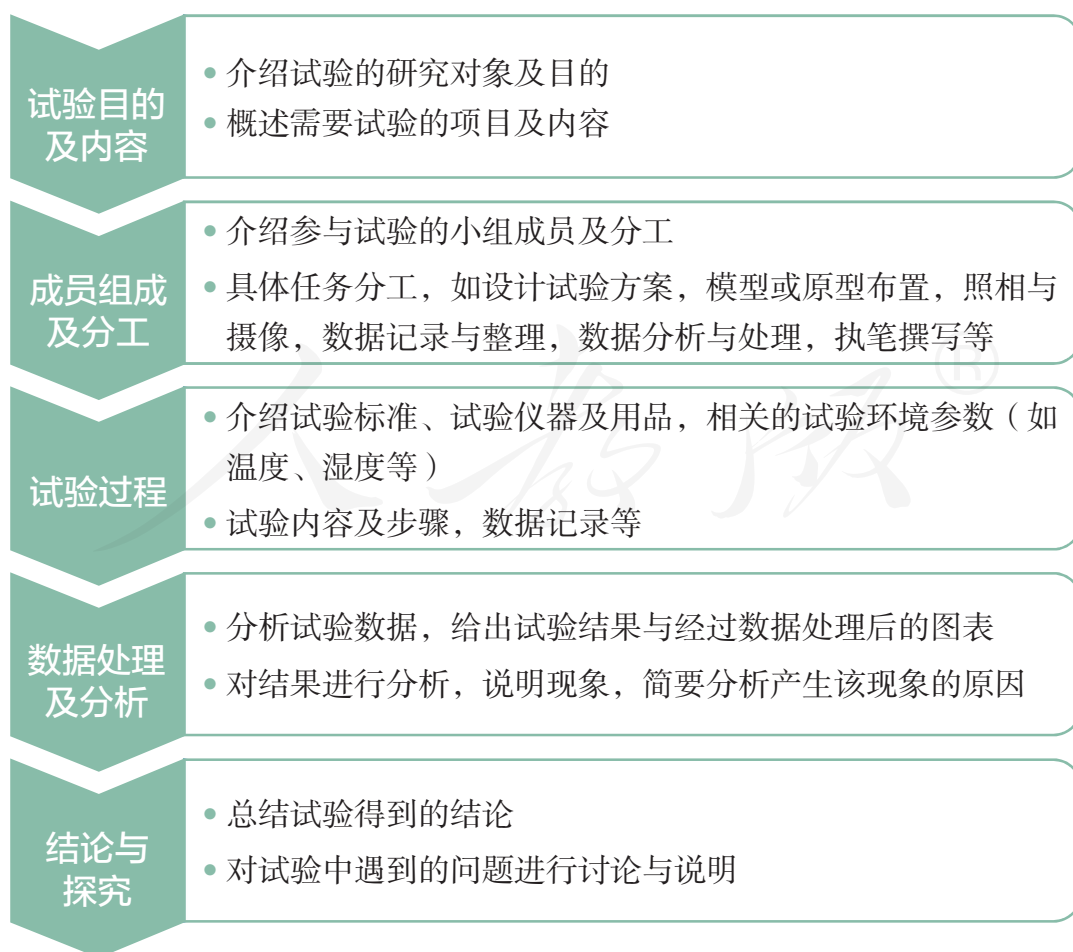 试验目的
及内容
• 介绍试验的研究对象及目的
• 概述需要试验的项目及内容
成员组成
及分工
• 介绍参与试验的小组成员及分工
• 具体任务分工，如设计试验方案，模型或原型布置，照相与
摄像，数据记录与整理，数据分析与处理，执笔撰写等
试验过程
• 介绍试验标准、试验仪器及用品，相关的试验环境参数（如
温度、湿度等）
• 试验内容及步骤，数据记录等
数据处理
及分析
• 分析试验数据，给出试验结果与经过数据处理后的图表
• 对结果进行分析，说明现象，简要分析产生该现象的原因
结论与
探究
• 总结试验得到的结论
• 对试验中遇到的问题进行讨论与说明
人教版®